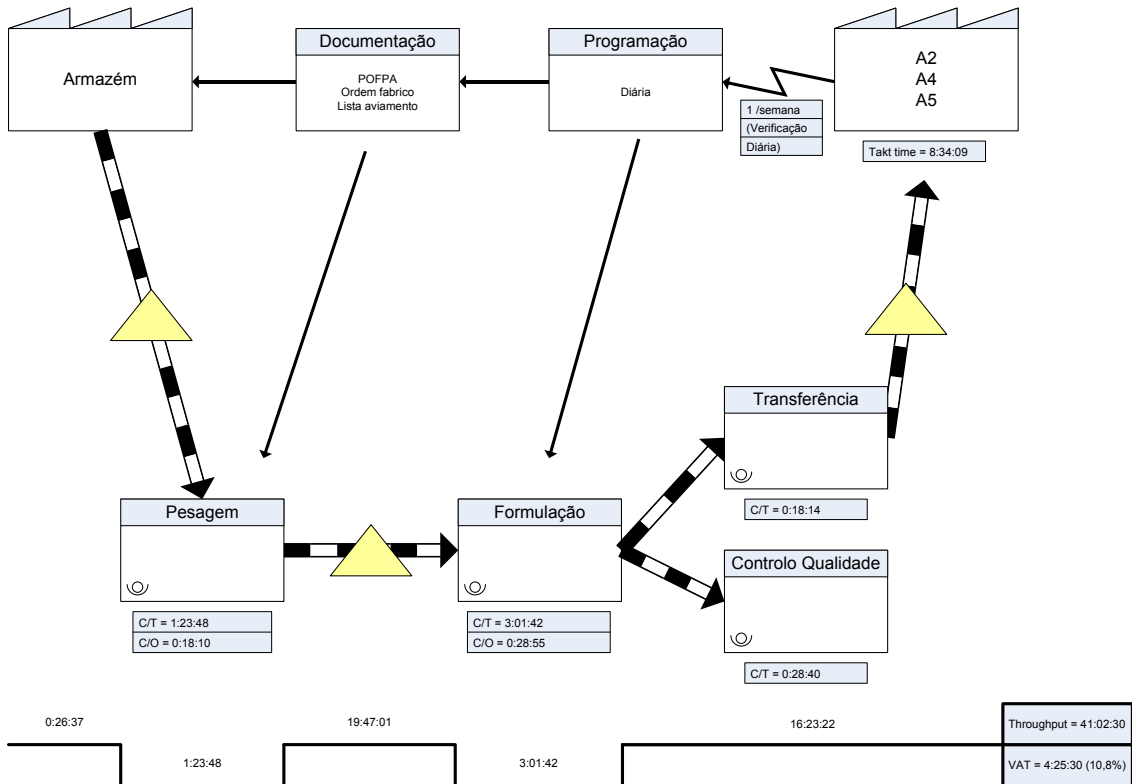 Armazém
Documentação
POFPA
Ordem fabrico
Lista aviamento
Programação
Diária
1 /semana
(Verificação
Diária)
A2
A4
A5
Takt time = 8:34:09
Transferência
C/T = 0:18:14
Pesagem
C/T = 1:23:48
C/O = 0:18:10
Formulação
C/T = 3:01:42
C/O = 0:28:55
Controlo Qualidade
C/T = 0:28:40
0:26:37
1:23:48
19:47:01
3:01:42
16:23:22
Throughput = 41:02:30
VAT = 4:25:30 (10,8%)